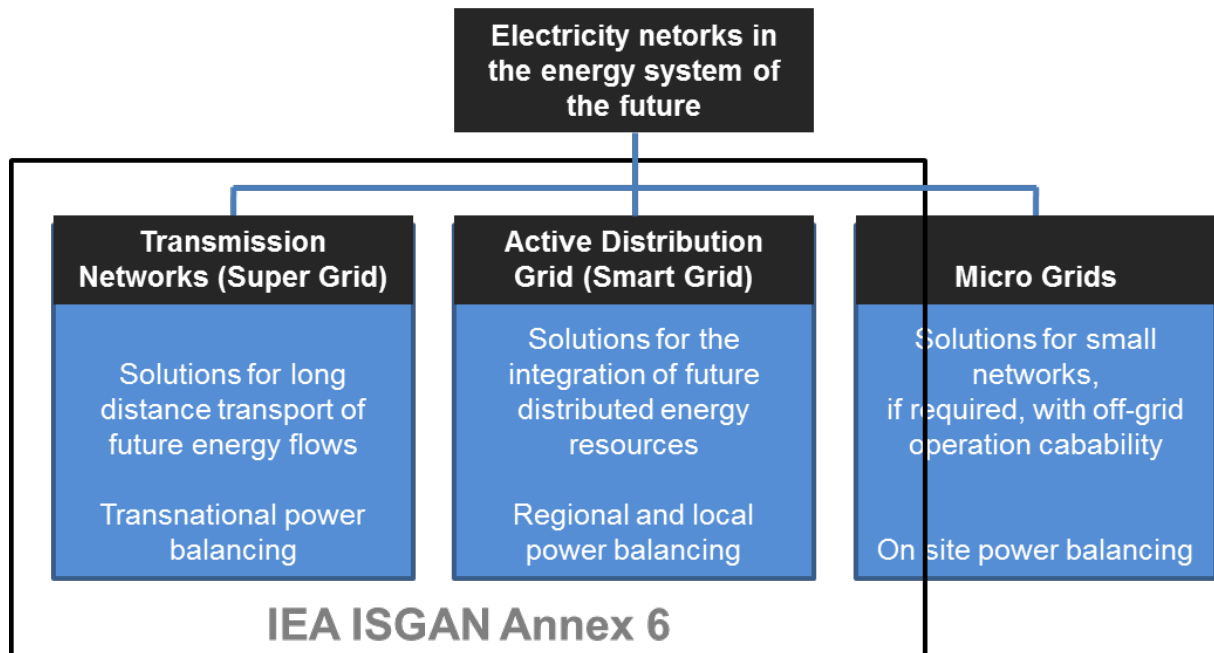 Electricity netorks in
the energy system of
the future
Transmission
Networks (Super Grid)
Solutions for long
distance transport of
future energy flows
Transnational power
balancing
Active Distribution
Grid (Smart Grid)
Solutions for the
integration of future
distributed energy
resources
Regional and local
power balancing
Micro Grids
Solutions for small
networks,
if required, with off-grid
operation cabability
On site power balancing
IEA ISGAN Annex 6